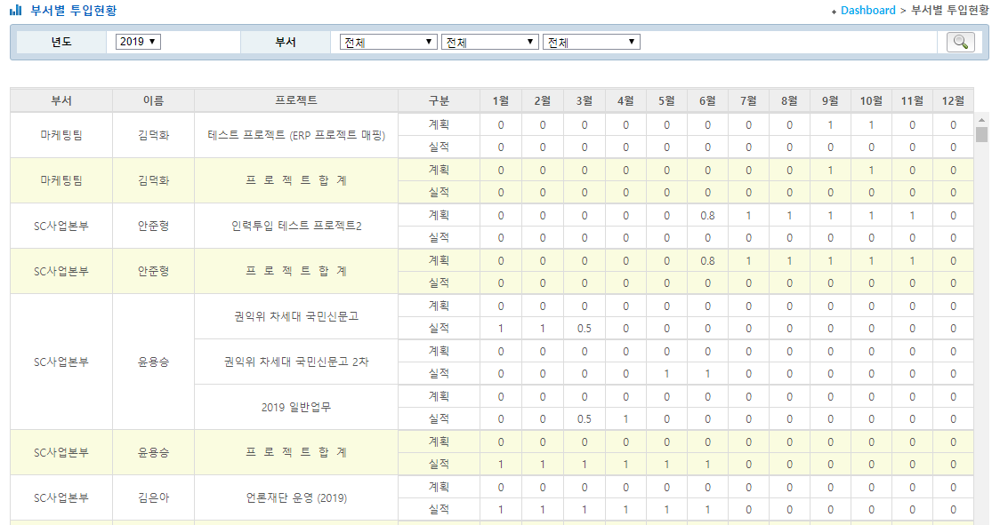 부서별 투입현황
Dashboard > 부서별 투입현황
년도 2019 부서 전체 전체 전체
부서 이름 프로젝트 구분 1월 2월 3월 4월 5월 6월 7월 8월 9월 10월 11월 12월
마케팅팀 김덕화 테스트 프로젝트 (ERP 프로젝트 매핑)
계획 0 0 0 0 0 0 0 0 1 1 0 0
실적 0 0 0 0 0 0 0 0 0 0 0 0
마케팅팀 김덕화 프 로 젝 트 합 계
계획 0 0 0 0 0 0 0 0 1 1 0 0
실적 0 0 0 0 0 0 0 0 0 0 0 0
SC사업본부 안준형 인력투입 테스트 프로젝트2
계획 0 0 0 0 0 0.8 1 1 1 1 1 0
실적 0 0 0 0 0 0 0 0 0 0 0 0
SC사업본부 안준형 프 로 젝 트 합 계
계획 0 0 0 0 0 0.8 1 1 1 1 1 0
실적 0 0 0 0 0 0 0 0 0 0 0 0
SC사업본부 윤용승
권익위 차세대 국민신문고
계획 0 0 0 0 0 0 0 0 0 0 0 0
실적 1 1 0.5 0 0 0 0 0 0 0 0 0
권익위 차세대 국민신문고 2차
계획 0 0 0 0 0 0 0 0 0 0 0 0
실적 0 0 0 0 1 1 0 0 0 0 0 0
2019 일반업무
계획 0 0 0 0 0 0 0 0 0 0 0 0
실적 0 0 0.5 1 0 0 0 0 0 0 0 0
SC사업본부 윤용승 프 로 젝 트 합 계
계획 0 0 0 0 0 0 0 0 0 0 0 0
실적 1 1 1 1 1 1 0 0 0 0 0 0
SC사업본부 김은아 언론재단 운영 (2019)
계획 0 0 0 0 0 0 0 0 0 0 0 0
실적 1 1 1 1 1 1 0 0 0 0 0 0